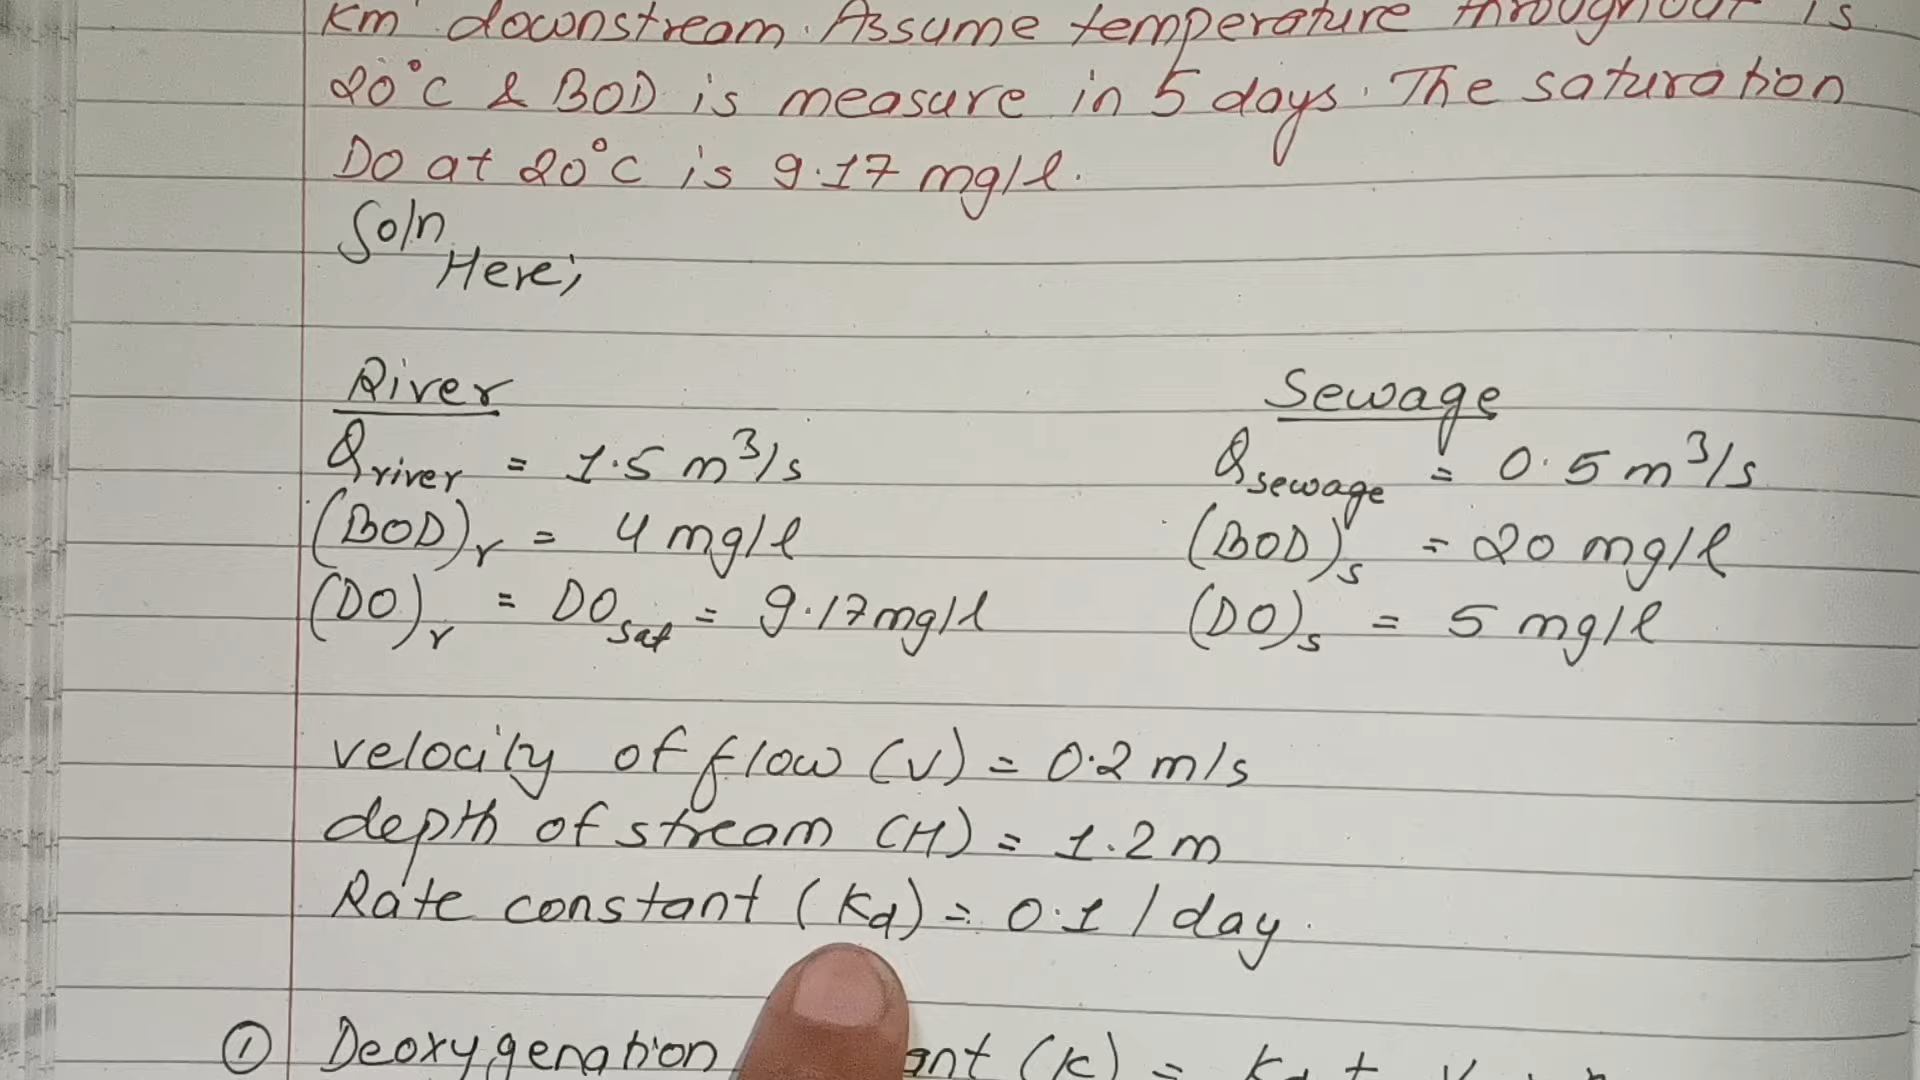 Km downstream. Assume temperature throughout is
20°C & BOD is measure in 5 days. The saturation
DO at 20°C is 9.17 mg/l.
Soln
Here;
River
Qriver = 1.5 m³/s
(BOD)r = 4 mg/l
(DO)r = DOsat = 9.17mg/l
Sewage
Qsewage = 0.5 m³/s
(BOD)s = 20 mg/l
(DO)s = 5 mg/l
velocity of flow (v) = 0.2 m/s
depth of stream (H) = 1.2 m
Rate constant (Kd) = 0.1 / day.
① Deoxygenation (K) = Kd +